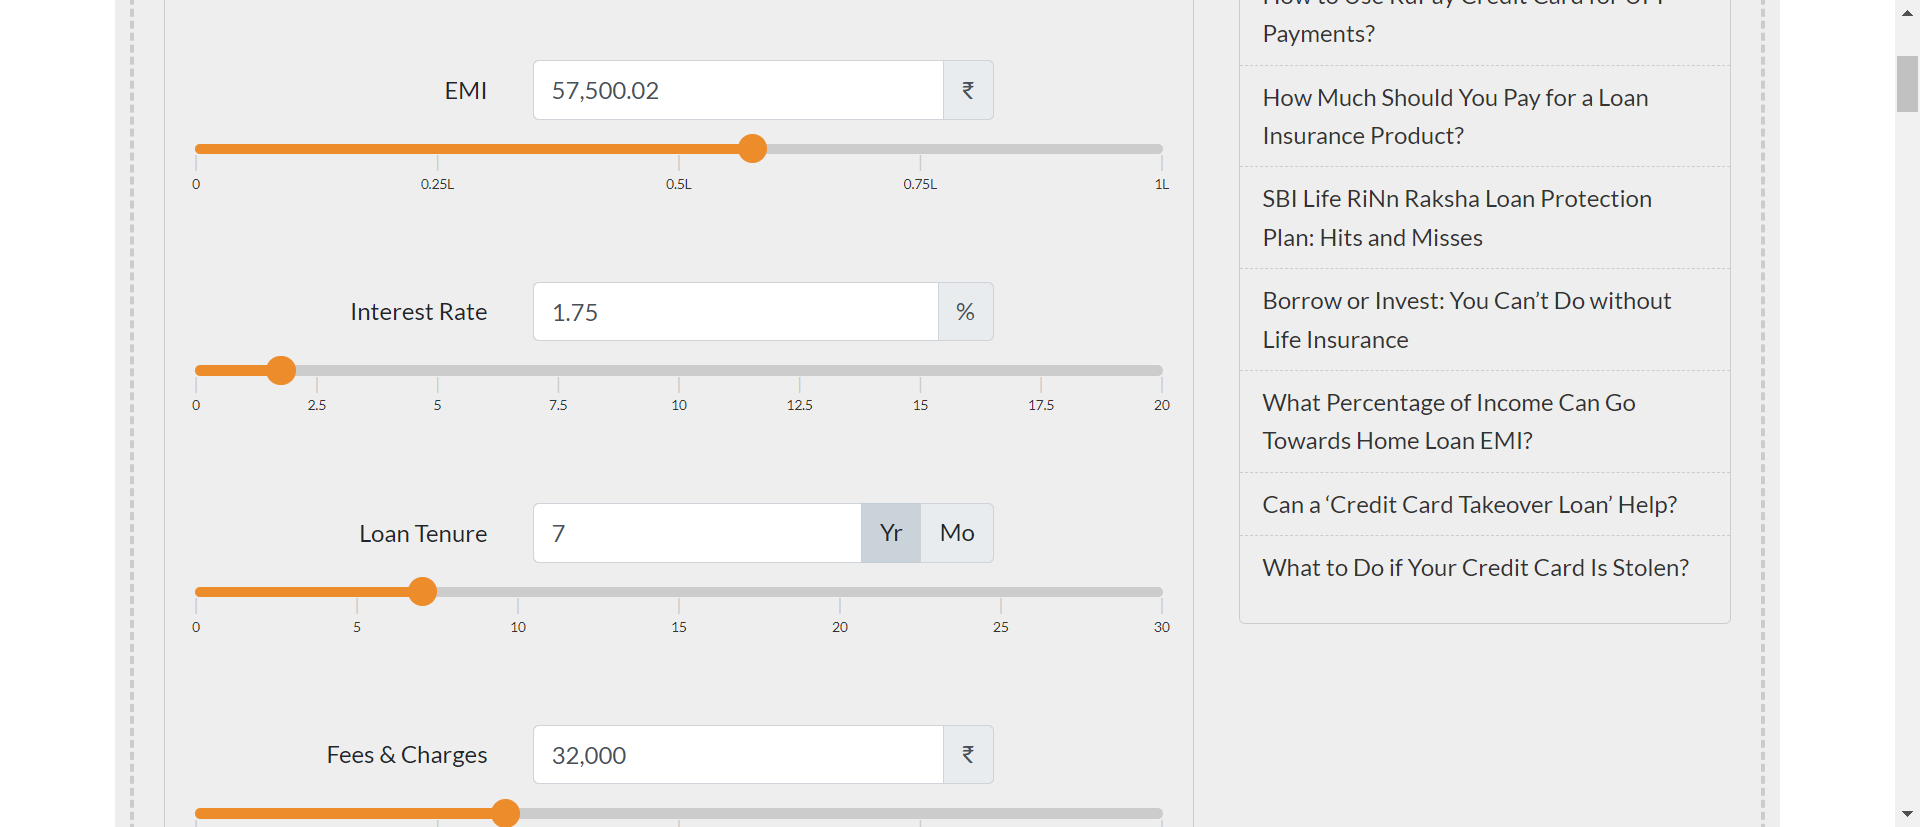 EMI
57,500.02
₹
0
0.25L
0.5L
0.75L
1L
Interest Rate
1.75
%
0
2.5
5
7.5
10
12.5
15
17.5
20
Loan Tenure
7
Yr
Mo
0
5
10
15
20
25
30
Fees & Charges
32,000
₹
Payments?
How Much Should You Pay for a Loan
Insurance Product?
SBI Life RiNn Raksha Loan Protection
Plan: Hits and Misses
Borrow or Invest: You Can’t Do without
Life Insurance
What Percentage of Income Can Go
Towards Home Loan EMI?
Can a ‘Credit Card Takeover Loan’ Help?
What to Do if Your Credit Card Is Stolen?